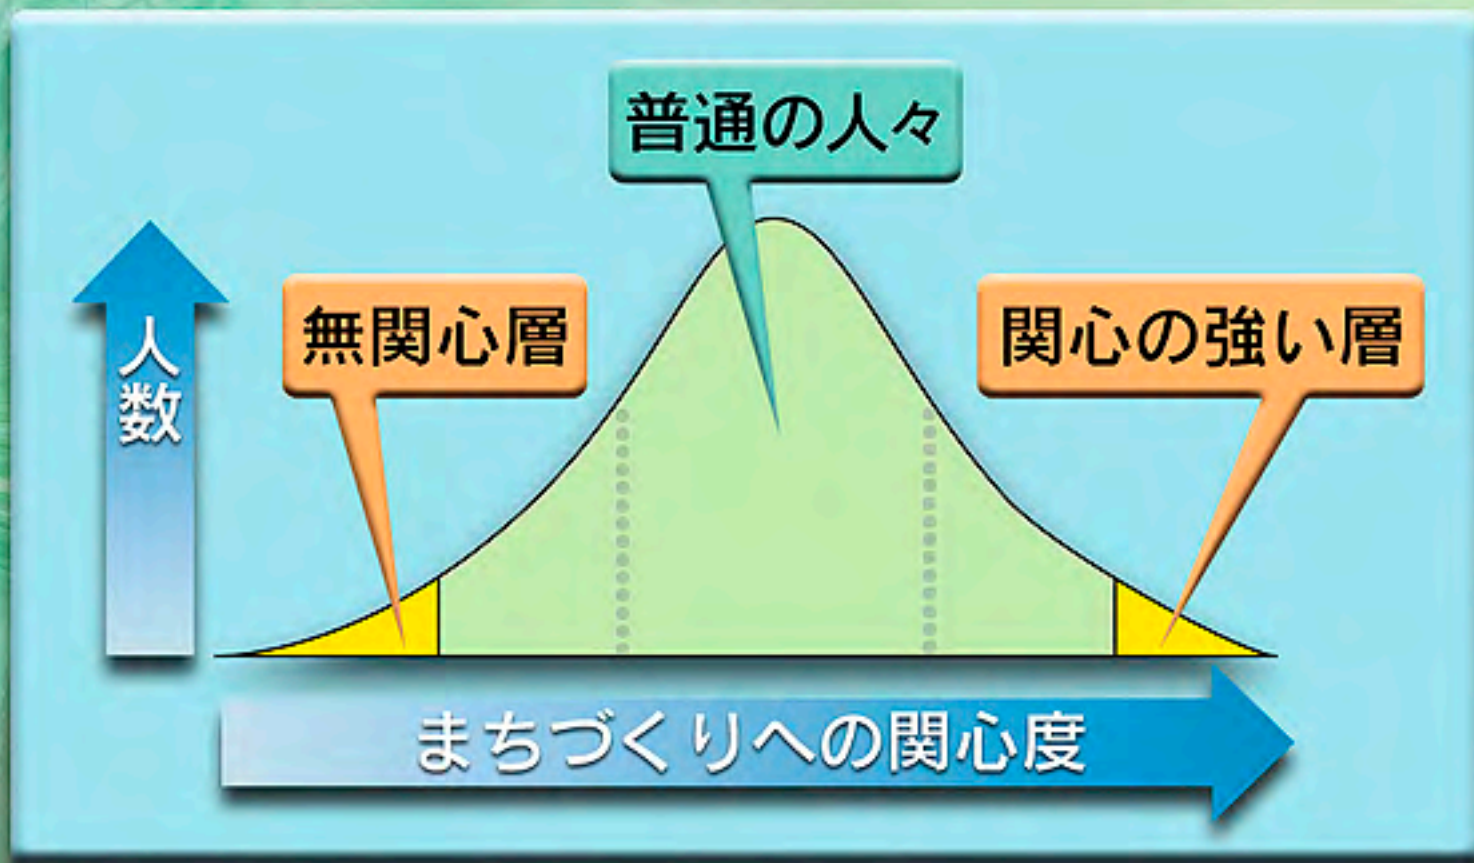 普通の人々
無関心層
関心の強い層
人数
まちづくりへの関心度